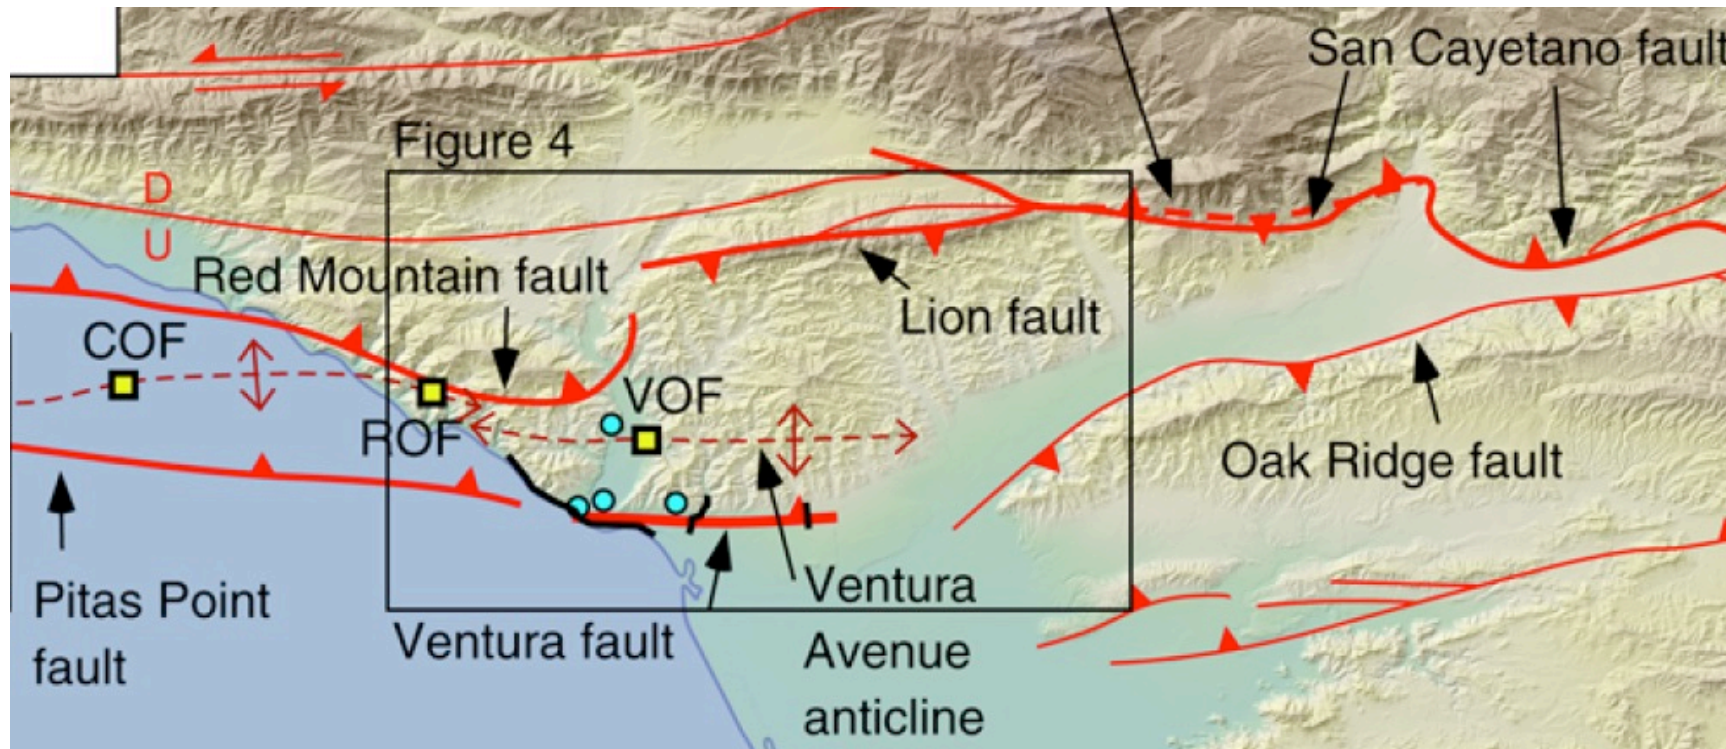 San Cayetano fault
Figure 4
D
U
Red Mountain fault
Lion fault
COF
VOF
ROF
Oak Ridge fault
Pitas Point
fault
Ventura fault
Ventura
Avenue
anticline